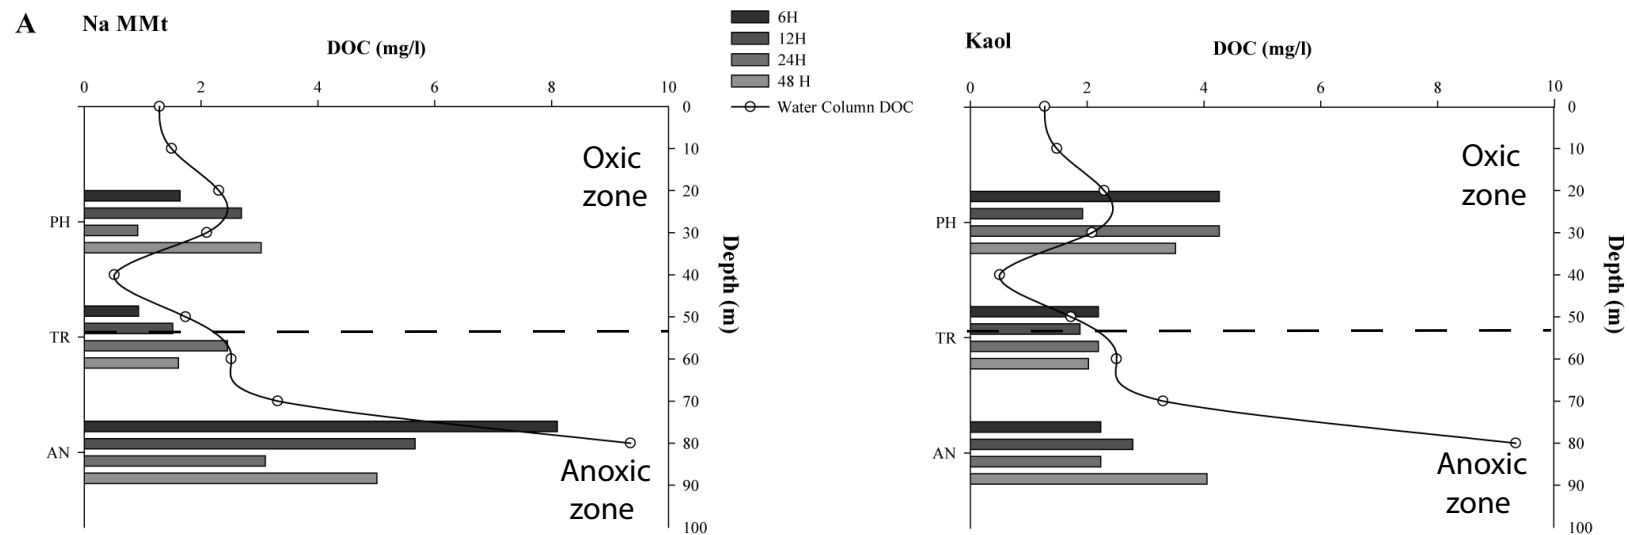 A
Na MMt
DOC (mg/l)
0 2 4 6 8 10
0
10
20
30
40
50
60
70
80
90
100
Depth (m)
PH
TR
AN
Oxic
zone
Anoxic
zone
6H
12H
24H
48 H
Water Column DOC
Kaol
DOC (mg/l)
0 2 4 6 8 10
0
10
20
30
40
50
60
70
80
90
100
Depth (m)
PH
TR
AN
Oxic
zone
Anoxic
zone